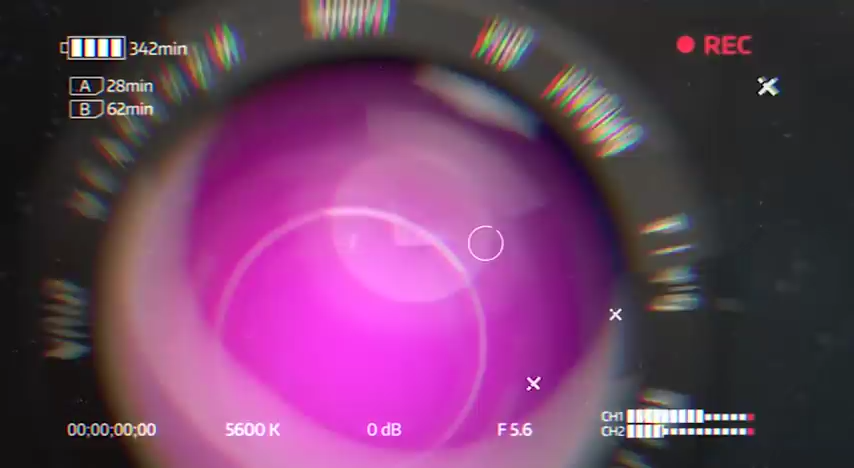 342min
REC
A 28min
B 62min
00;00;00;00 5600 K 0 dB F 5.6
CH1
CH2